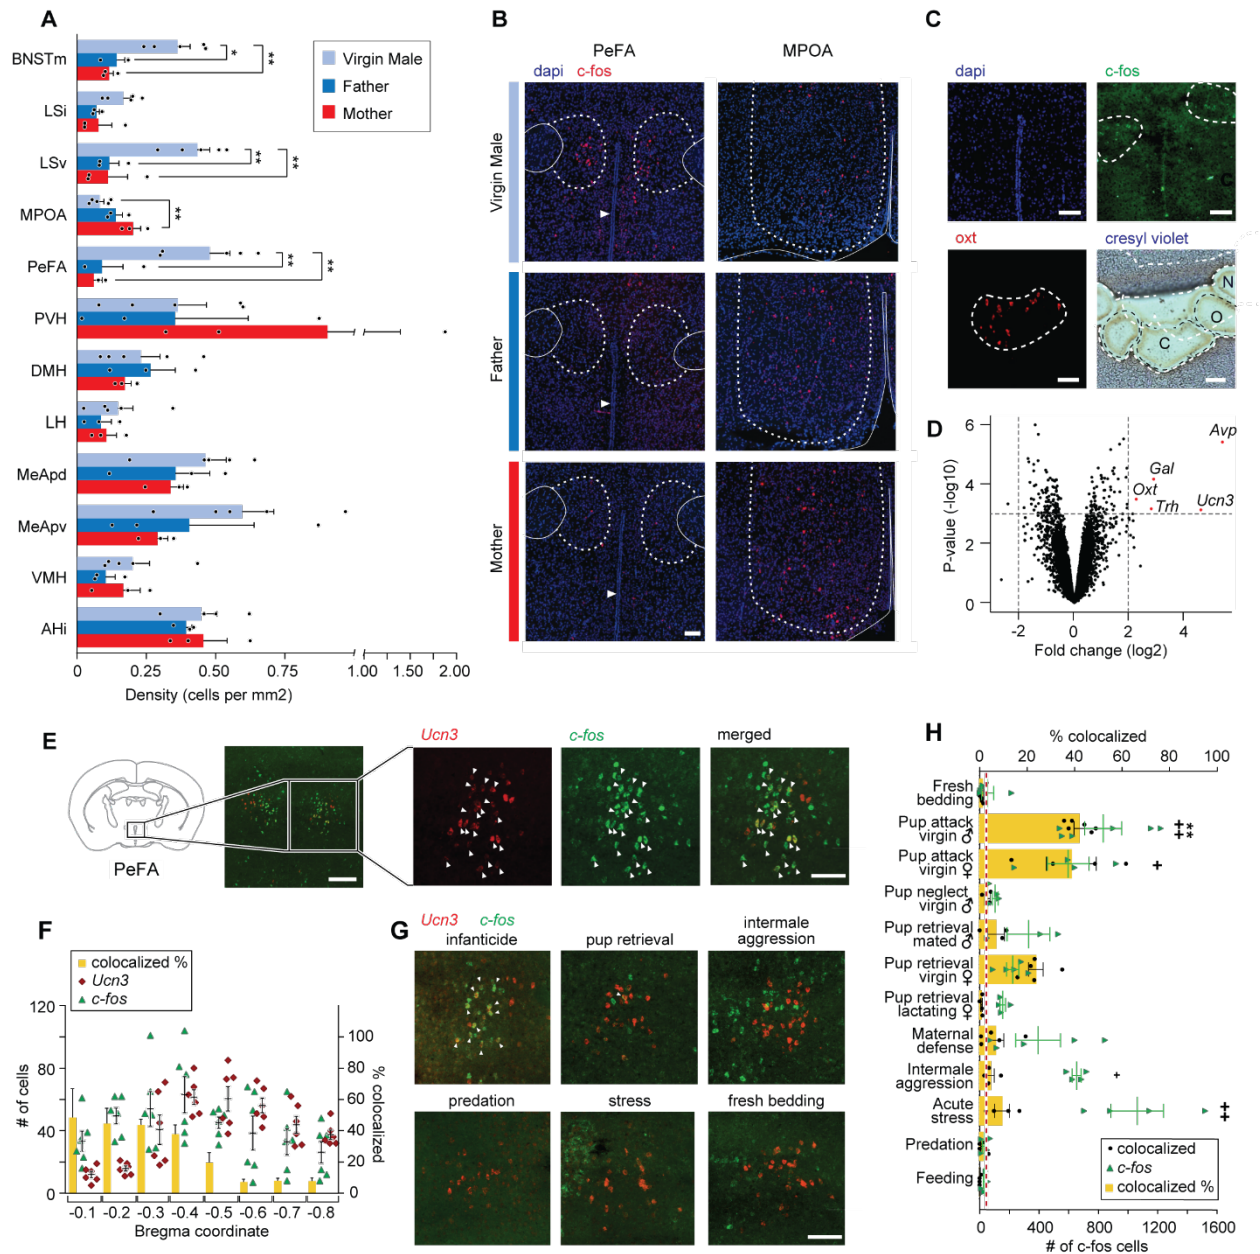 A
BNSTm
LSi
LSv
MPOA
PeFA
PVH
DMH
LH
MeApd
MeApv
VMH
AHi
Virgin Male
Father
Mother
*
**
**
**
**
**
**
0 0.25 0.50 0.75 1.00 1.25 2.00
Density (cells per mm2)
B
PeFA MPOA
dapi c-fos
Virgin Male
Father
Mother
C
dapi c-fos
C
oxt cresyl violet
N
O
C
D
Avp
Gal
Oxt
Trh
Ucn3
P-value (-log10)
6
4
2
0
-2 0 2 4
Fold change (log2)
E
PeFA
Ucn3 c-fos merged
F
colocalized %
Ucn3
c-fos
# of cells
120
80
40
0
% colocalized
100
80
60
40
20
0
-0.1 -0.2 -0.3 -0.4 -0.5 -0.6 -0.7 -0.8
Bregma coordinate
G
Ucn3 c-fos
infanticide pup retrieval intermale
aggression
predation stress fresh bedding
H
% colocalized
0 20 40 60 80 100
Fresh
bedding
Pup attack
virgin ♂
Pup attack
virgin ♀
Pup neglect
virgin ♂
Pup retrieval
mated ♂
Pup retrieval
virgin ♀
Pup retrieval
lactating ♀
Maternal
defense
Intermale
aggression
Acute
stress
Predation
Feeding
++
**
+
+
++
colocalized
c-fos
colocalized %
0 400 800 1200 1600
# of c-fos cells